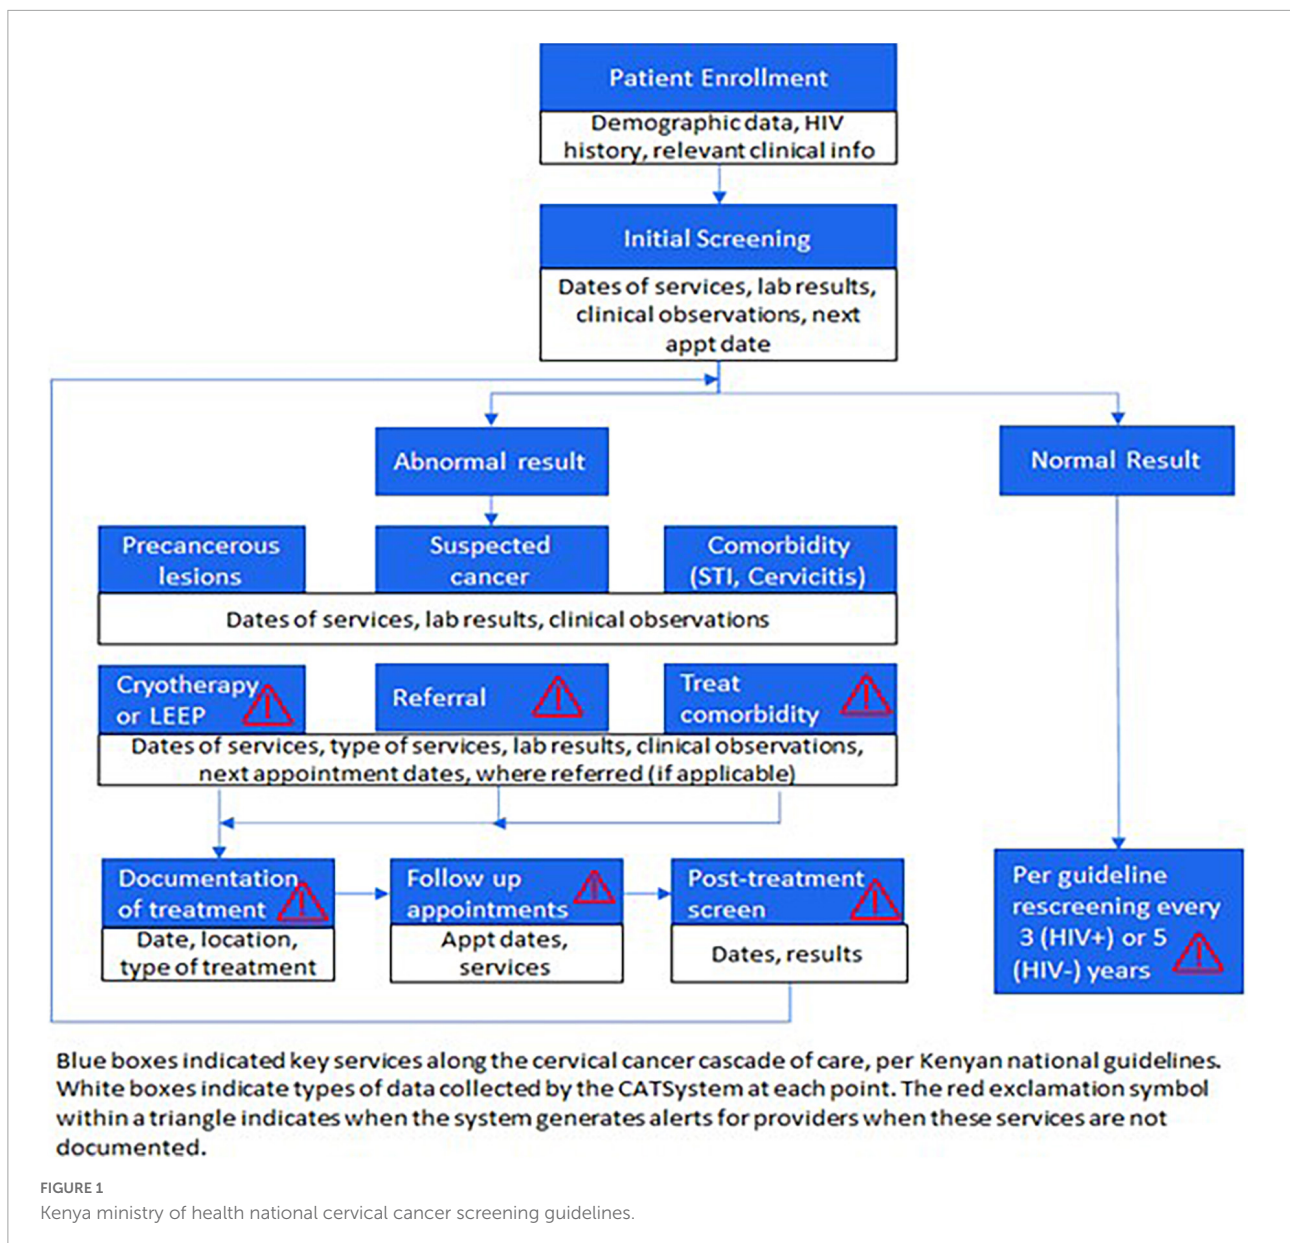 Patient Enrollment
Demographic data, HIV
history, relevant clinical info
Initial Screening
Dates of services, lab results,
clinical observations, next
appt date
Abnormal result
Normal Result
Precancerous
lesions
Suspected
cancer
Comorbidity
(STI, Cervicitis)
Dates of services, lab results, clinical observations
Cryotherapy
or LEEP
Referral
Treat
comorbidity
Dates of services, type of services, lab results, clinical observations,
next appointment dates, where referred (if applicable)
Documentation
of treatment
Date, location,
type of treatment
Follow up
appointments
Appt dates,
services
Post-treatment
screen
Dates, results
Per guideline
rescreening every
3 (HIV+) or 5
(HIV-) years
Blue boxes indicated key services along the cervical cancer cascade of care, per Kenyan national guidelines.
White boxes indicate types of data collected by the CATSystem at each point. The red exclamation symbol
within a triangle indicates when the system generates alerts for providers when these services are not
documented.
FIGURE 1
Kenya ministry of health national cervical cancer screening guidelines.